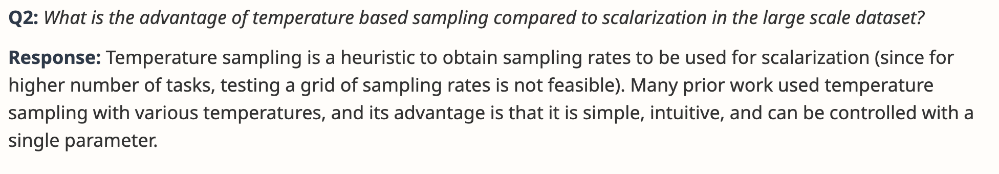 Q2: What is the advantage of temperature based sampling compared to scalarization in the large scale dataset?
Response: Temperature sampling is a heuristic to obtain sampling rates to be used for scalarization (since for
higher number of tasks, testing a grid of sampling rates is not feasible). Many prior work used temperature
sampling with various temperatures, and its advantage is that it is simple, intuitive, and can be controlled with a
single parameter.